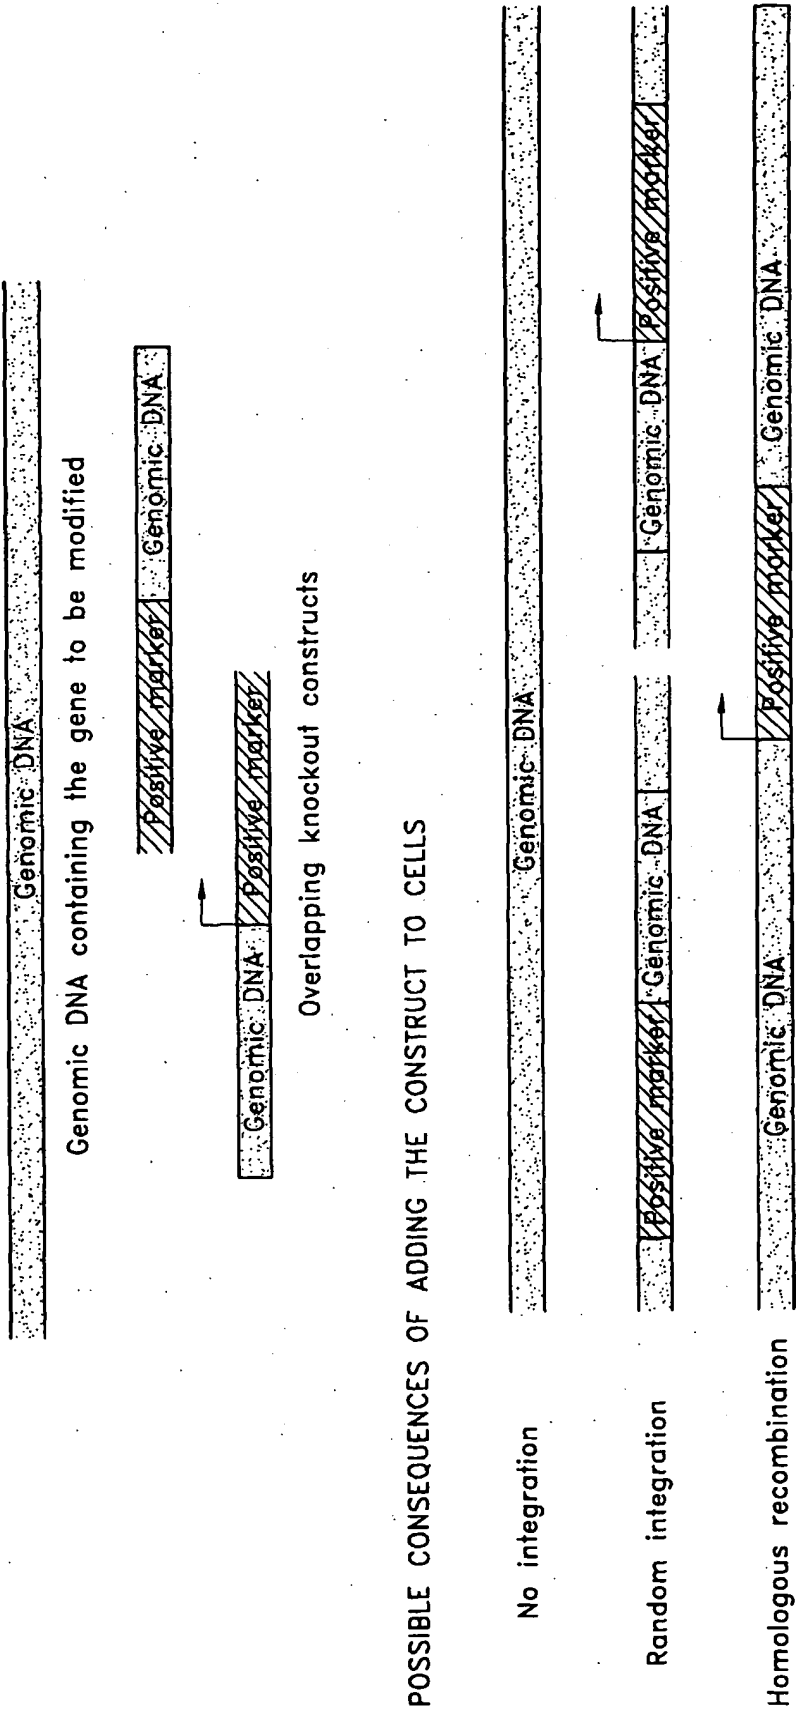 Genomic DNA
Genomic DNA containing the gene to be modified
Positive marker Genomic DNA
Genomic DNA Positive marker
Overlapping knockout constructs
POSSIBLE CONSEQUENCES OF ADDING THE CONSTRUCT TO CELLS
No integration
Genomic DNA
Random integration
Positive marker Genomic DNA
Genomic DNA Positive marker
Homologous recombination
Genomic DNA Positive marker Genomic DNA